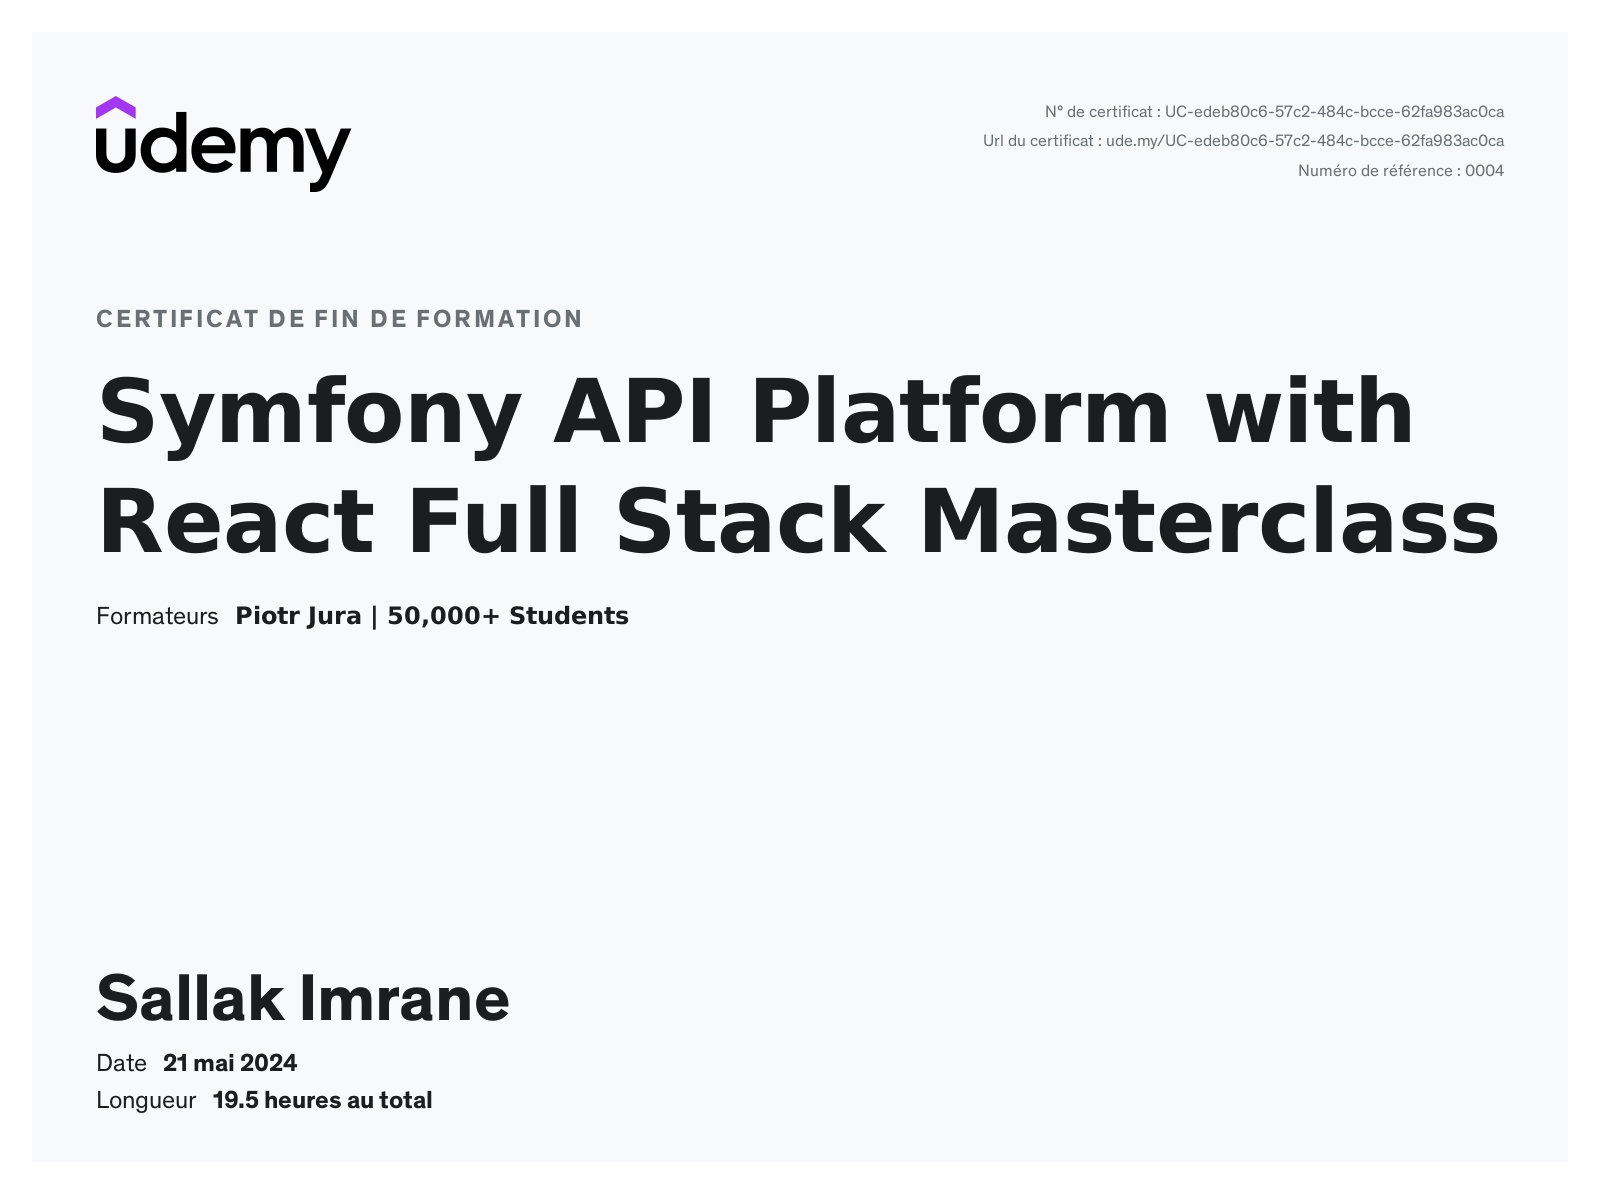 udemy
N° de certificat : UC-edeb80c6-57c2-484c-bcce-62fa983ac0ca
Url du certificat : ude.my/UC-edeb80c6-57c2-484c-bcce-62fa983ac0ca
Numéro de référence : 0004
CERTIFICAT DE FIN DE FORMATION
Symfony API Platform with
React Full Stack Masterclass
Formateurs Piotr Jura | 50,000+ Students
Sallak Imrane
Date 21 mai 2024
Longueur 19.5 heures au total